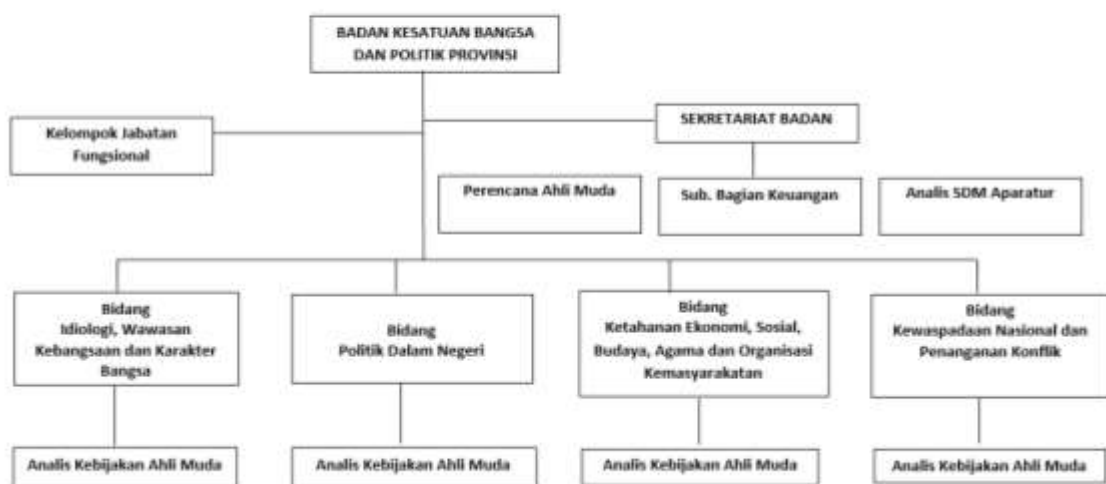 BADAN KESATUAN BANGSA
DAN POLITIK PROVINSI
Kelompok Jabatan
Fungsional
SEKRETARIAT BADAN
Perencana Ahli Muda
Sub. Bagian Keuangan
Analis SDM Aparatur
Bidang
Idiologi, Wawasan
Kebangsaan dan Karakter
Bangsa
Bidang
Politik Dalam Negeri
Bidang
Ketahanan Ekonomi, Sosial,
Budaya, Agama dan Organisasi
Kemasyarakatan
Bidang
Kewaspadaan Nasional dan
Penanganan Konflik
Analis Kebijakan Ahli Muda
Analis Kebijakan Ahli Muda
Analis Kebijakan Ahli Muda
Analis Kebijakan Ahli Muda